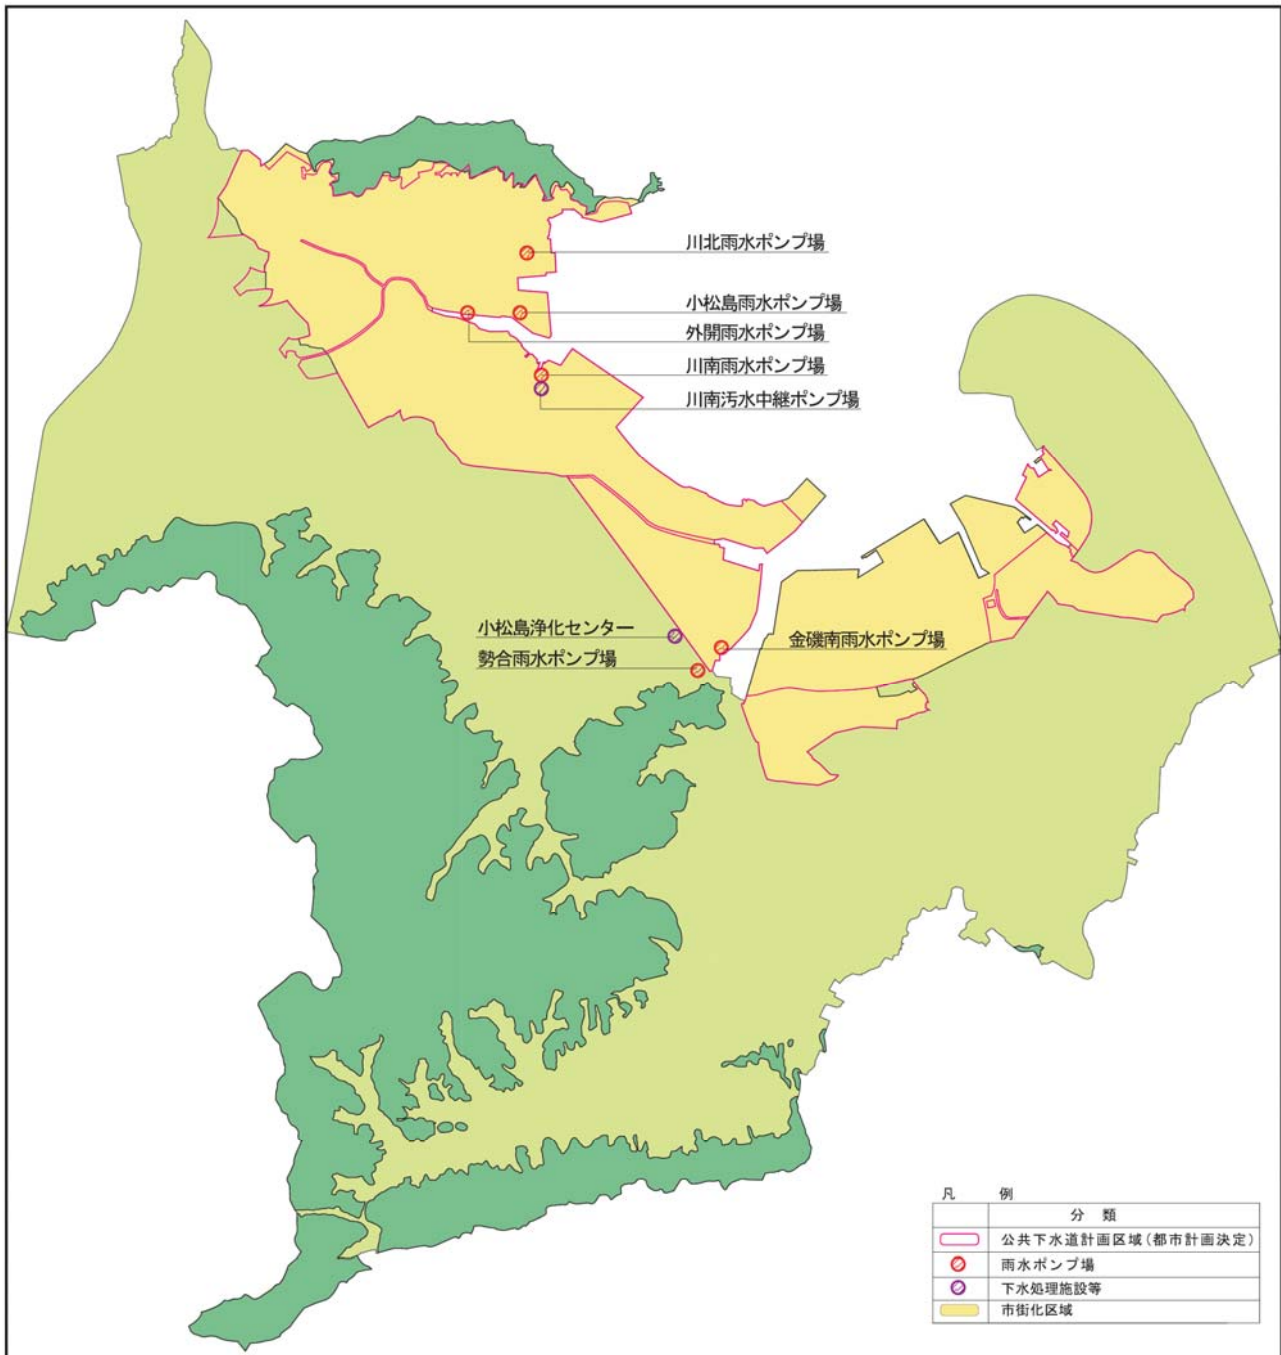 川北雨水ポンプ場
小松島雨水ポンプ場
外開雨水ポンプ場
川南雨水ポンプ場
川南汚水中継ポンプ場
小松島浄化センター
勢合雨水ポンプ場
金磯南雨水ポンプ場
凡 例
分 類
公共下水道計画区域(都市計画決定)
雨水ポンプ場
下水処理施設等
市街化区域